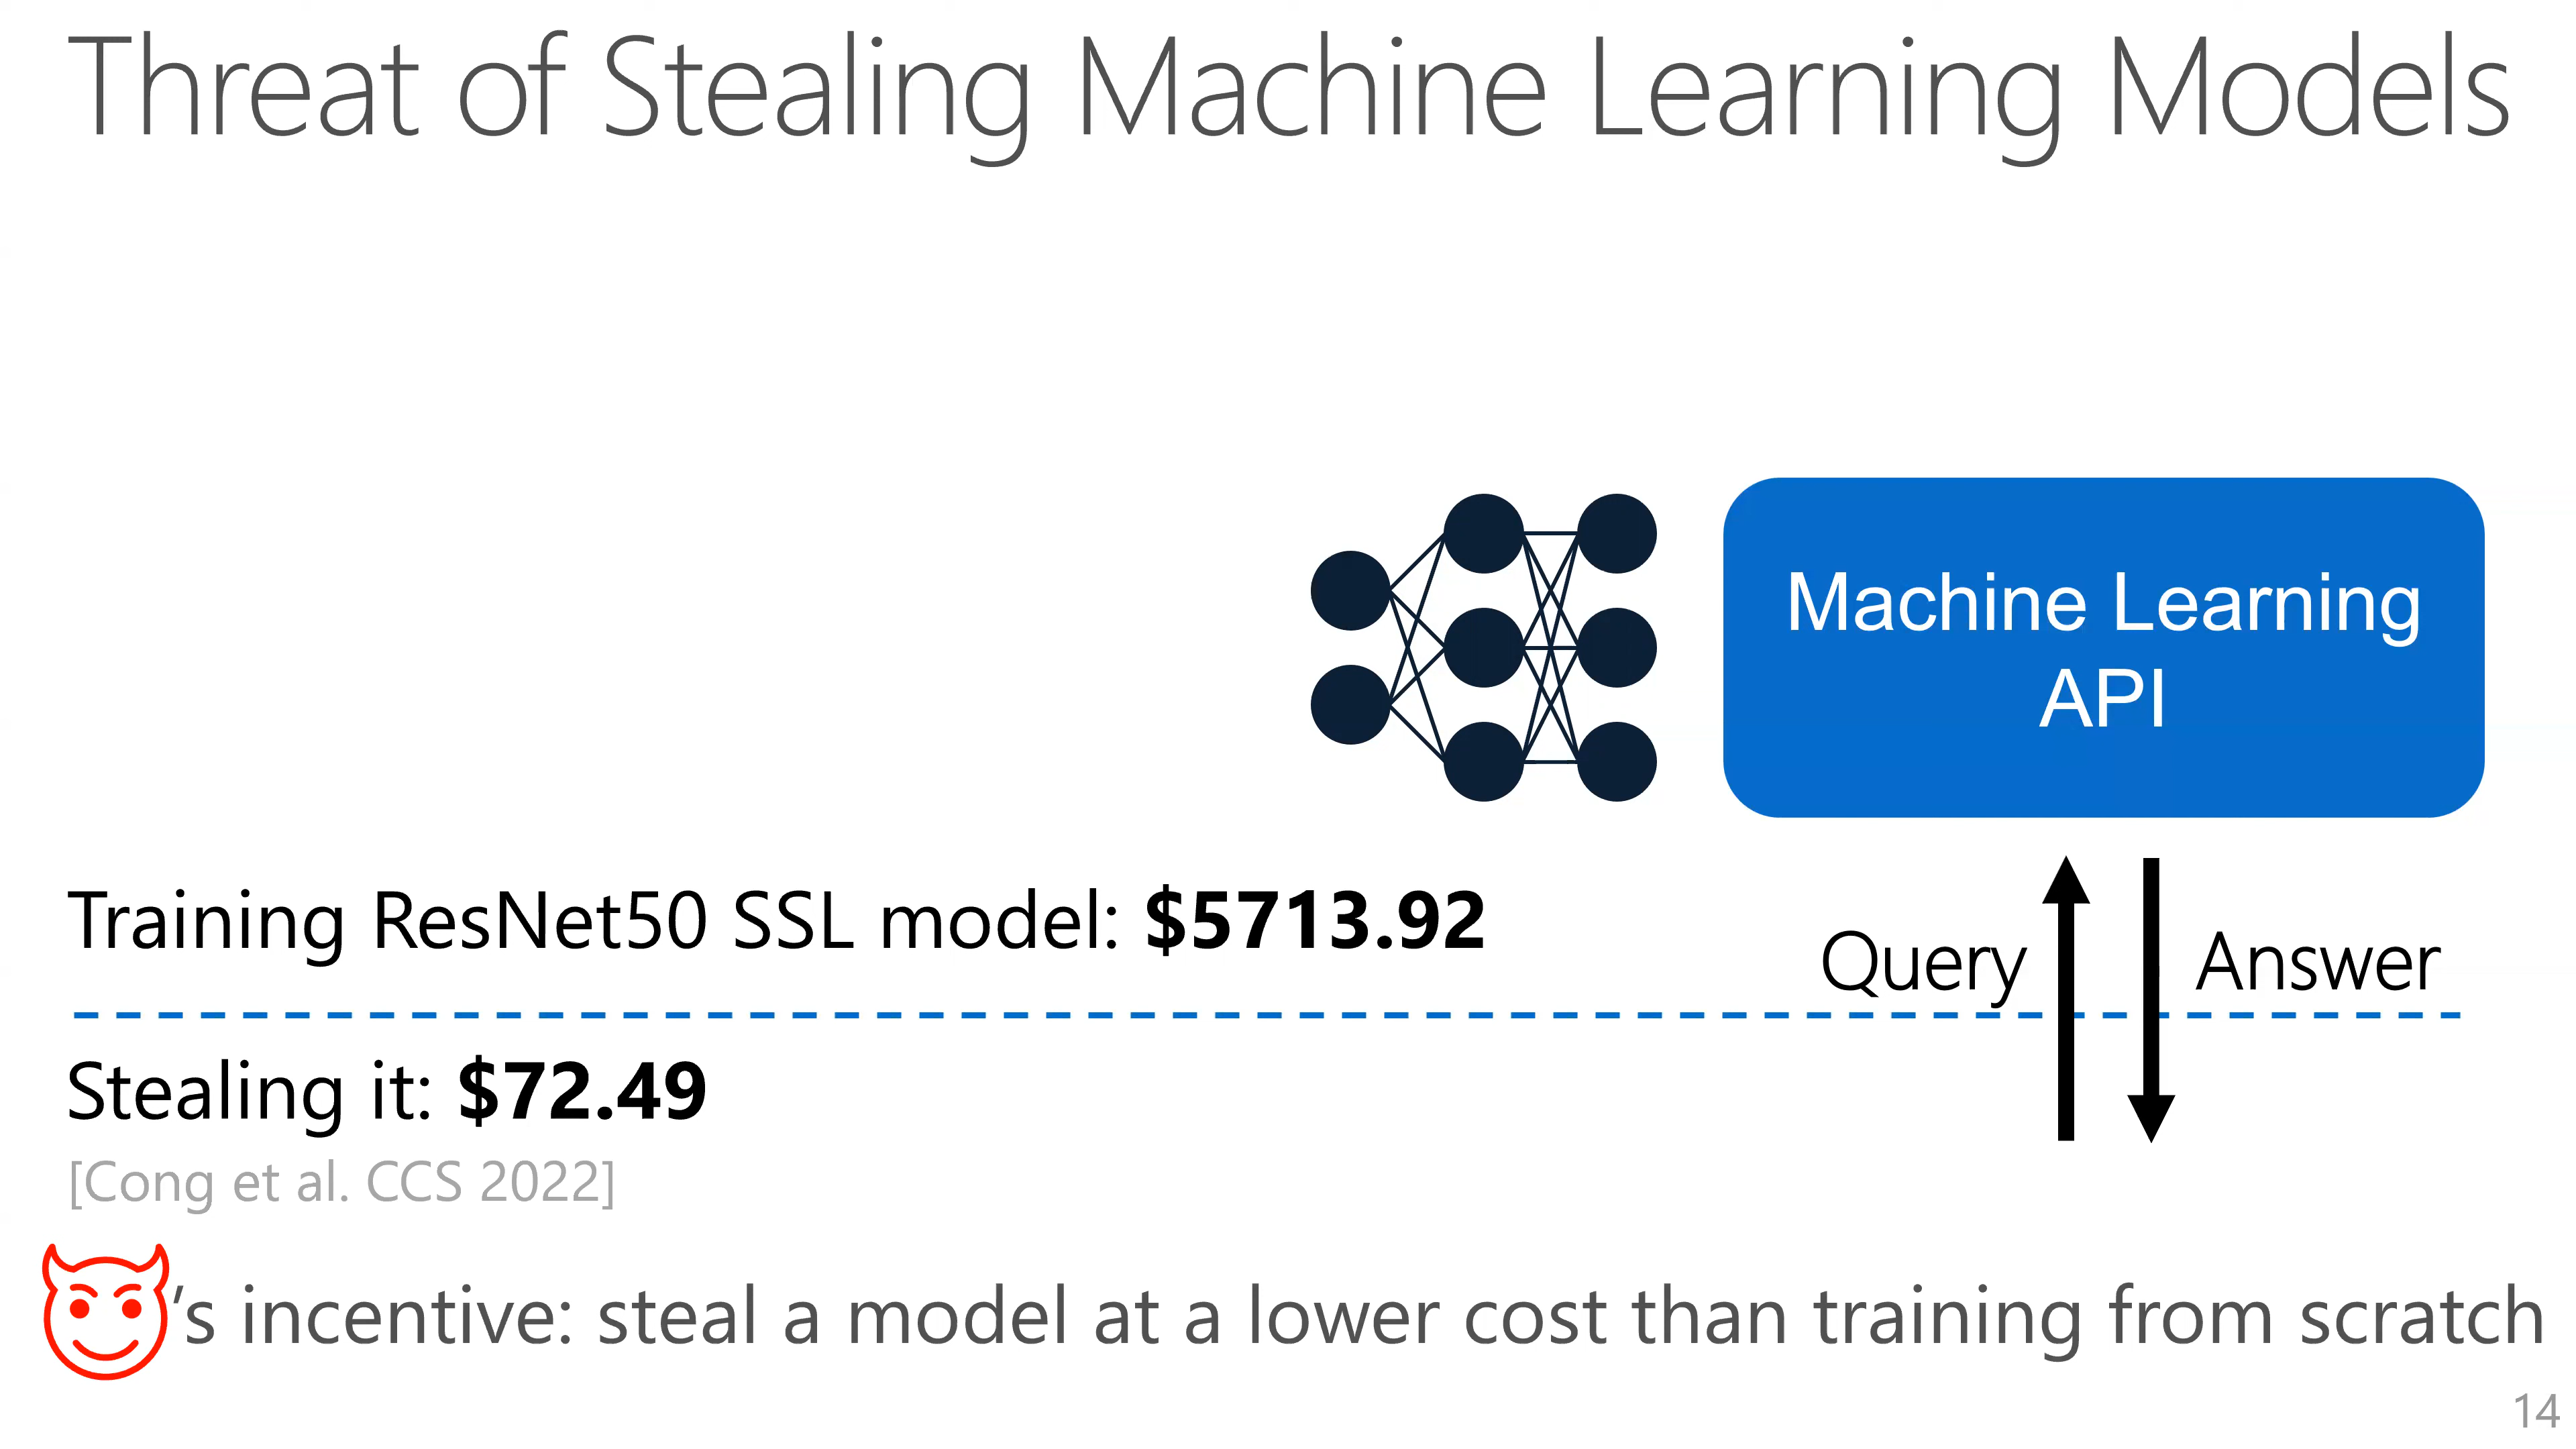 Threat of Stealing Machine Learning Models
Machine Learning
API
Training ResNet50 SSL model: $5713.92
Query
Answer
Stealing it: $72.49
[Cong et al. CCS 2022]
’s incentive: steal a model at a lower cost than training from scratch
14